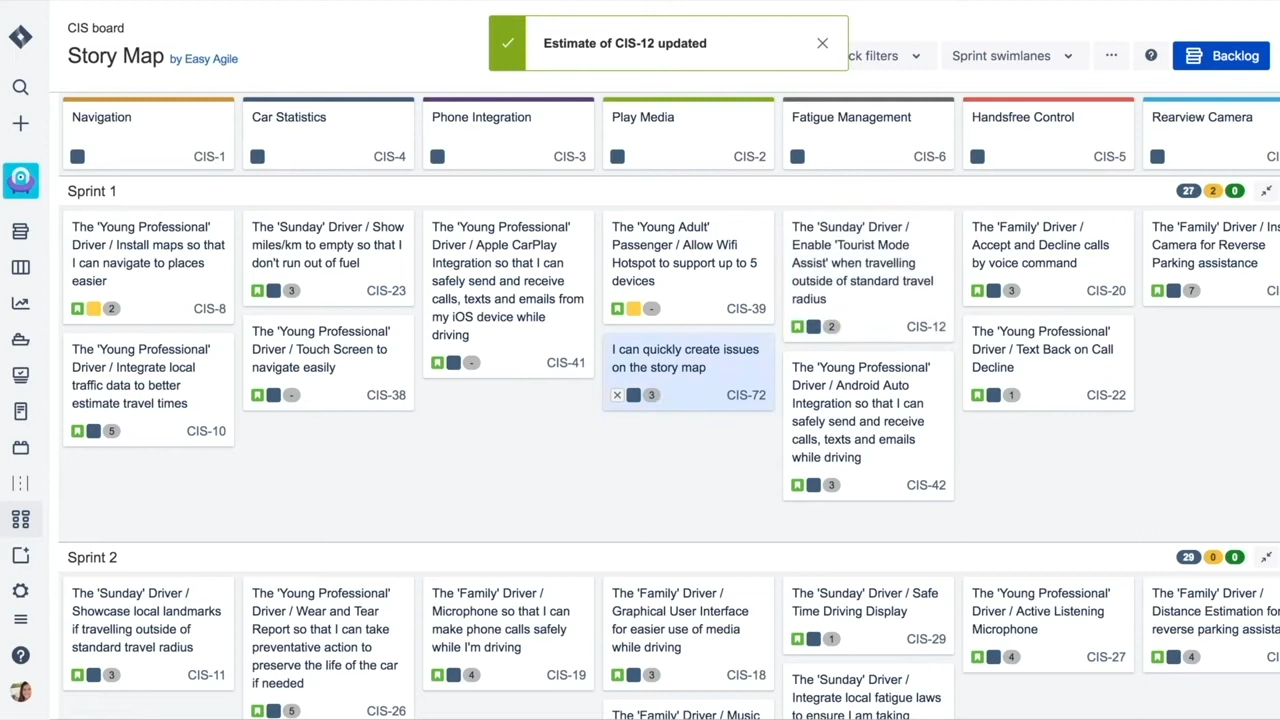 CIS board
Story Map by Easy Agile
Estimate of CIS-12 updated
ck filters
Sprint swimlanes
Backlog
Navigation
CIS-1
Car Statistics
CIS-4
Phone Integration
CIS-3
Play Media
CIS-2
Fatigue Management
CIS-6
Handsfree Control
CIS-5
Rearview Camera
CI
Sprint 1
27 2 0
The 'Young Professional'
Driver / Install maps so that
I can navigate to places
easier
2 CIS-8
The 'Young Professional'
Driver / Integrate local
traffic data to better
estimate travel times
5 CIS-10
The 'Sunday' Driver / Show
miles/km to empty so that I
don't run out of fuel
3 CIS-23
The 'Young Professional'
Driver / Touch Screen to
navigate easily
- CIS-38
The 'Young Professional'
Driver / Apple CarPlay
Integration so that I can
safely send and receive
calls, texts and emails from
my iOS device while
driving
- CIS-41
The 'Young Adult'
Passenger / Allow Wifi
Hotspot to support up to 5
devices
- CIS-39
I can quickly create issues
on the story map
3 CIS-72
The 'Sunday' Driver /
Enable 'Tourist Mode
Assist' when travelling
outside of standard travel
radius
2 CIS-12
The 'Young Professional'
Driver / Android Auto
Integration so that I can
safely send and receive
calls, texts and emails
while driving
3 CIS-42
The 'Family' Driver /
Accept and Decline calls
by voice command
3 CIS-20
The 'Young Professional'
Driver / Text Back on Call
Decline
1 CIS-22
The 'Family' Driver / Ins
Camera for Reverse
Parking assistance
7 CI
Sprint 2
29 0 0
The 'Sunday' Driver /
Showcase local landmarks
if travelling outside of
standard travel radius
3 CIS-11
The 'Young Professional'
Driver / Wear and Tear
Report so that I can take
preventative action to
preserve the life of the car
if needed
5 CIS-26
The 'Family' Driver /
Microphone so that I can
make phone calls safely
while I'm driving
4 CIS-19
The 'Family' Driver /
Graphical User Interface
for easier use of media
while driving
3 CIS-18
The 'Family' Driver / Music
The 'Sunday' Driver / Safe
Time Driving Display
1 CIS-29
The 'Sunday' Driver /
Integrate local fatigue laws
to ensure I am taking
The 'Young Professional'
Driver / Active Listening
Microphone
4 CIS-27
The 'Family' Driver /
Distance Estimation for
reverse parking assista
4 CI